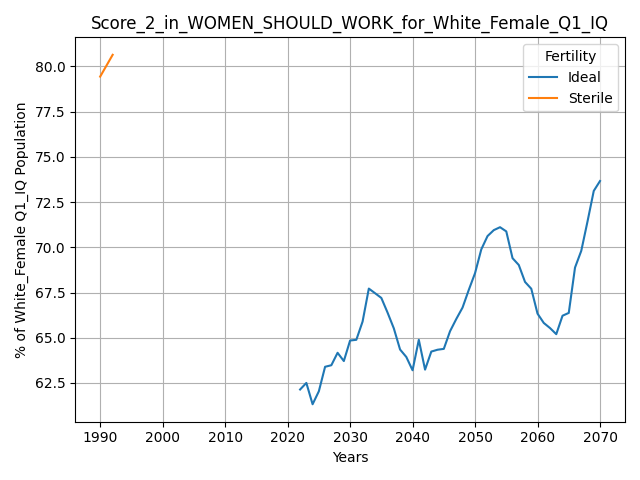 Score_2_in_WOMEN_SHOULD_WORK_for_White_Female_Q1_IQ
Fertility
Ideal
Sterile
% of White_Female Q1_IQ Population
80.0
77.5
75.0
72.5
70.0
67.5
65.0
62.5
1990 2000 2010 2020 2030 2040 2050 2060 2070
Years